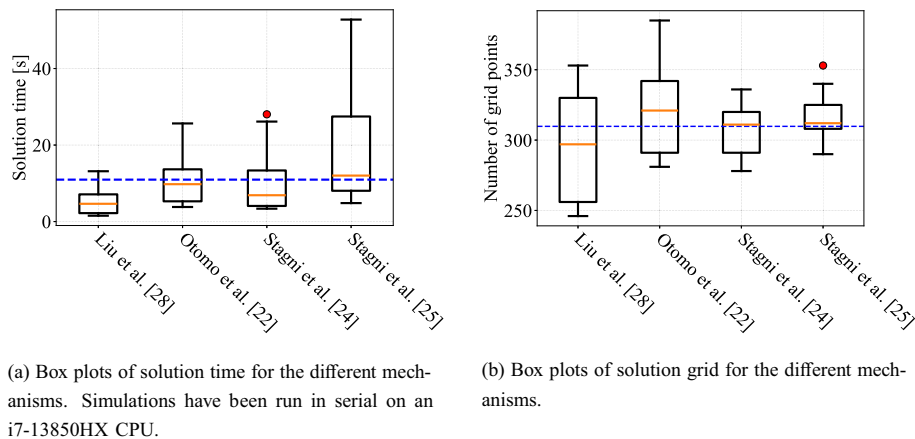 Solution time [s]
40
20
0
Liu et al. [28]
Otomo et al. [22]
Stagni et al. [24]
Stagni et al. [25]
Number of grid points
350
300
250
Liu et al. [28]
Otomo et al. [22]
Stagni et al. [24]
Stagni et al. [25]
(a) Box plots of solution time for the different mech-
anisms. Simulations have been run in serial on an
i7-13850HX CPU.
(b) Box plots of solution grid for the different mech-
anisms.